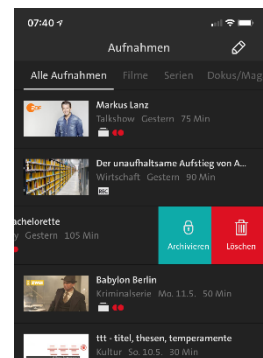 07:40
Aufnahmen
Alle Aufnahmen Filme Serien Dokus/Mag
Markus Lanz
Talkshow Gestern 75 Min
Der unaufhaltsame Aufstieg von A...
Wirtschaft Gestern 90 Min
REC
achelorette
y Gestern 105 Min
Archivieren
Löschen
Babylon Berlin
Kriminalserie Mo. 11.5. 50 Min
ttt - titel, thesen, temperamente
Kultur So. 10.5. 30 Min